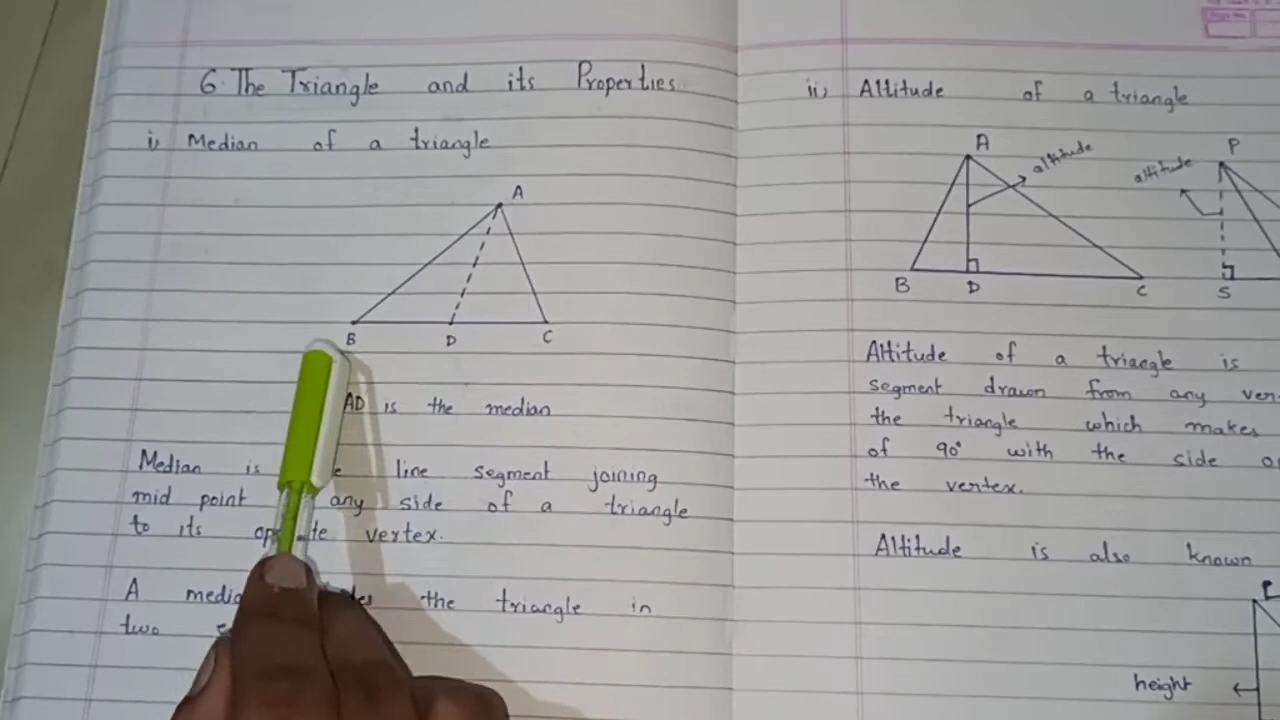 6. The Triangle and its Properties
i, Median of a triangle
A
B D C
AD is the median
Median is line segment joining
mid point any side of a triangle
to its vertex.
A the triangle in
two
ii, Altitude of a triangle
A
altitude
B D C
altitude
P
S
Altitude of a triangle is
segment drawn from any
the triangle which makes
of 90° with the side
the vertex.
Altitude is also known
height